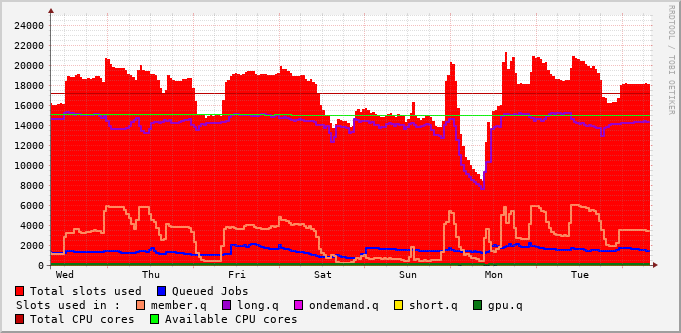 RRDTOOL / TOBI OETIKER
24000
22000
20000
18000
16000
14000
12000
10000
8000
6000
4000
2000
0
Wed Thu Fri Sat Sun Mon Tue
Total slots used Queued Jobs
Slots used in : member.q long.q ondemand.q short.q gpu.q
Total CPU cores Available CPU cores